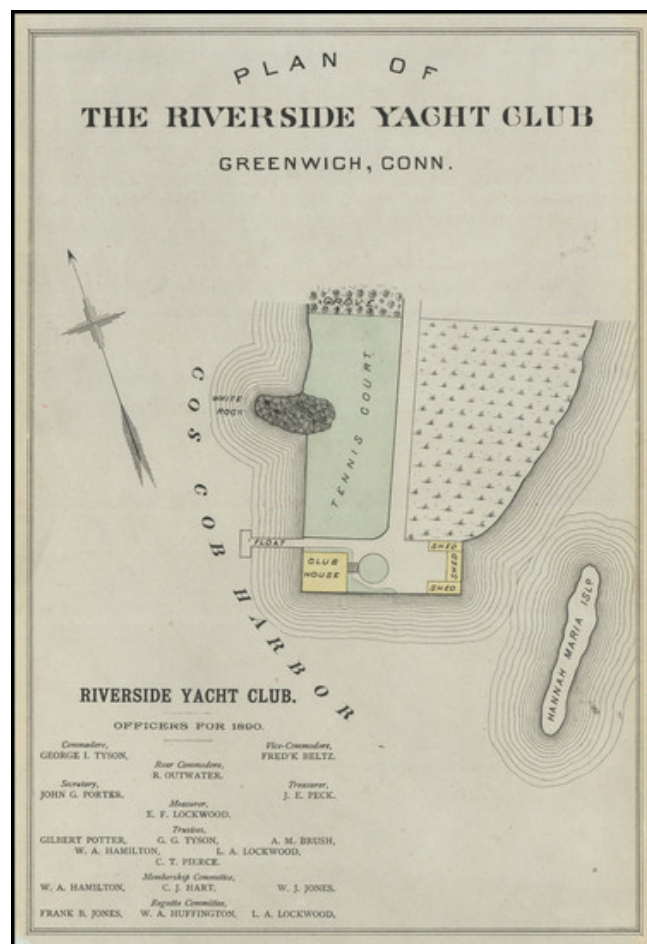 PLAN OF
THE RIVERSIDE YACHT CLUB
GREENWICH, CONN.
GROVE
WHITE
ROCK
TENNIS COURT
COS COB HARBOR
FLOAT
CLUB
HOUSE
SHED
SHED
SHED
HANNAH MARIA ISLD
RIVERSIDE YACHT CLUB.
OFFICERS FOR 1890.
Commodore, Vice-Commodore,
GEORGE I. TYSON, FRED'K BELTZ.
Rear Commodore,
R. OUTWATER.
Secretary, Treasurer,
JOHN G. PORTER. J. E. PECK.
Measurer,
E. F. LOCKWOOD.
Trustees,
GILBERT POTTER, G. G. TYSON, A. M. BRUSH,
W. A. HAMILTON, L. A. LOCKWOOD,
C. T. PIERCE.
Membership Committee,
W. A. HAMILTON, C. J. HART, W. J. JONES.
Regatta Committee,
FRANK B. JONES, W. A. HUFFINGTON, L. A. LOCKWOOD,